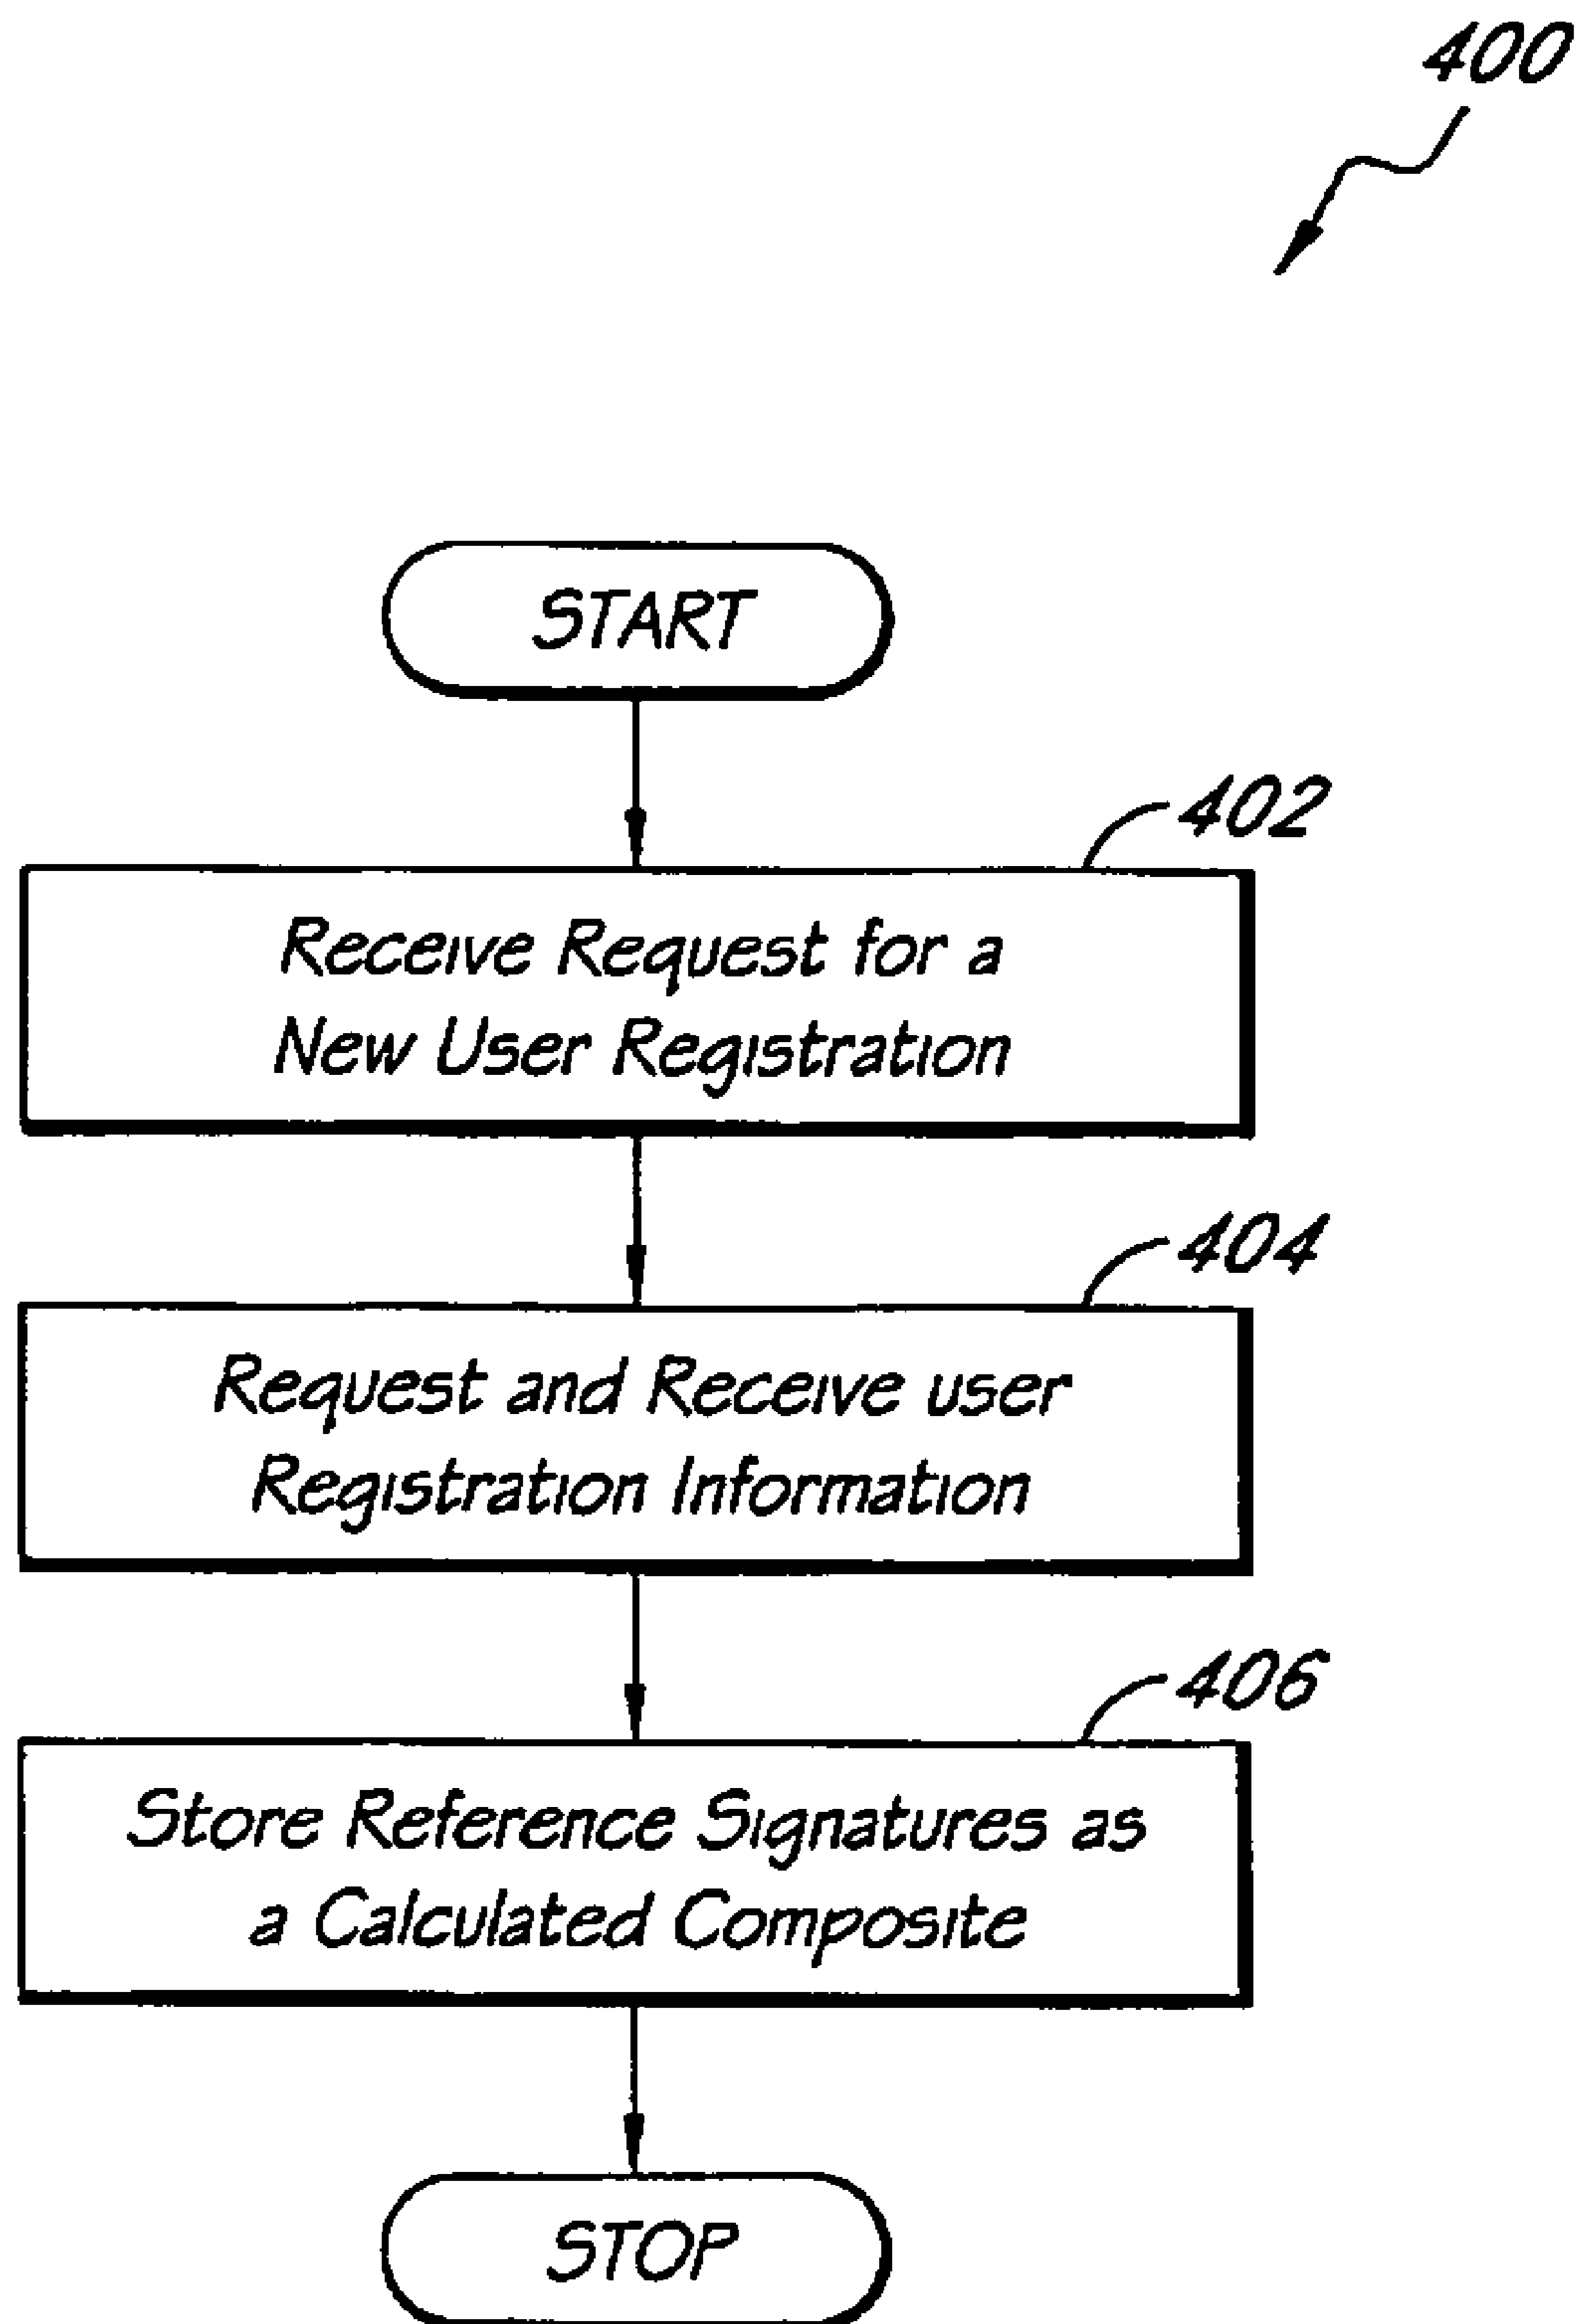 400
START
402
Receive Request for a
New User Registration
404
Request and Receive user
Registration Information
406
Store Reference Signatures as
a Calculated Composite
STOP